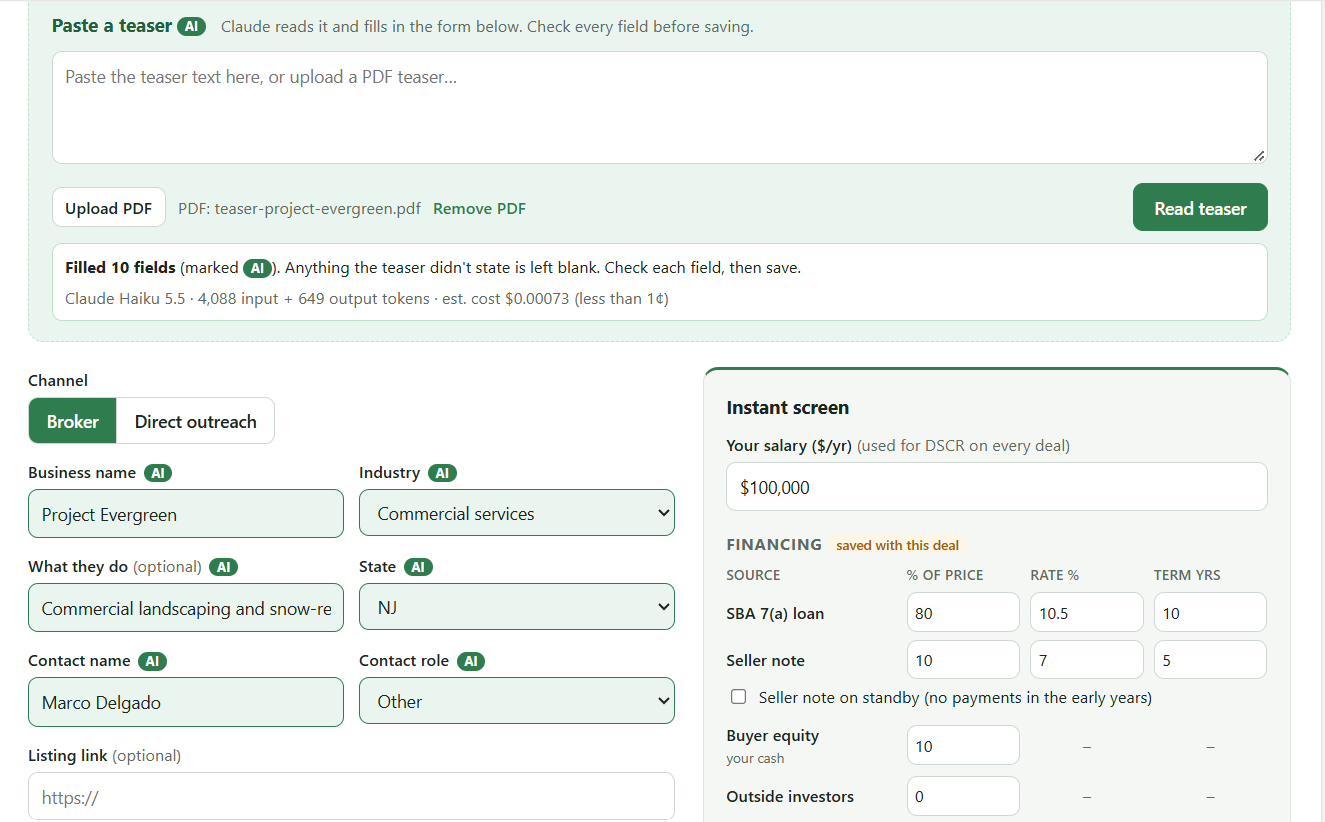 Paste a teaser AI Claude reads it and fills in the form below. Check every field before saving.
Paste the teaser text here, or upload a PDF teaser...
Upload PDF PDF: teaser-project-evergreen.pdf Remove PDF Read teaser
Filled 10 fields (marked AI). Anything the teaser didn't state is left blank. Check each field, then save.
Claude Haiku 5.5 · 4,088 input + 649 output tokens · est. cost $0.00073 (less than 1¢)
Channel
Broker Direct outreach
Business name AI Industry AI
Project Evergreen Commercial services
What they do (optional) AI State AI
Commercial landscaping and snow-re NJ
Contact name AI Contact role AI
Marco Delgado Other
Listing link (optional)
https://
Instant screen
Your salary ($/yr) (used for DSCR on every deal)
$100,000
FINANCING saved with this deal
SOURCE % OF PRICE RATE % TERM YRS
SBA 7(a) loan 80 10.5 10
Seller note 10 7 5
Seller note on standby (no payments in the early years)
Buyer equity 10 – –
your cash
Outside investors 0 – –